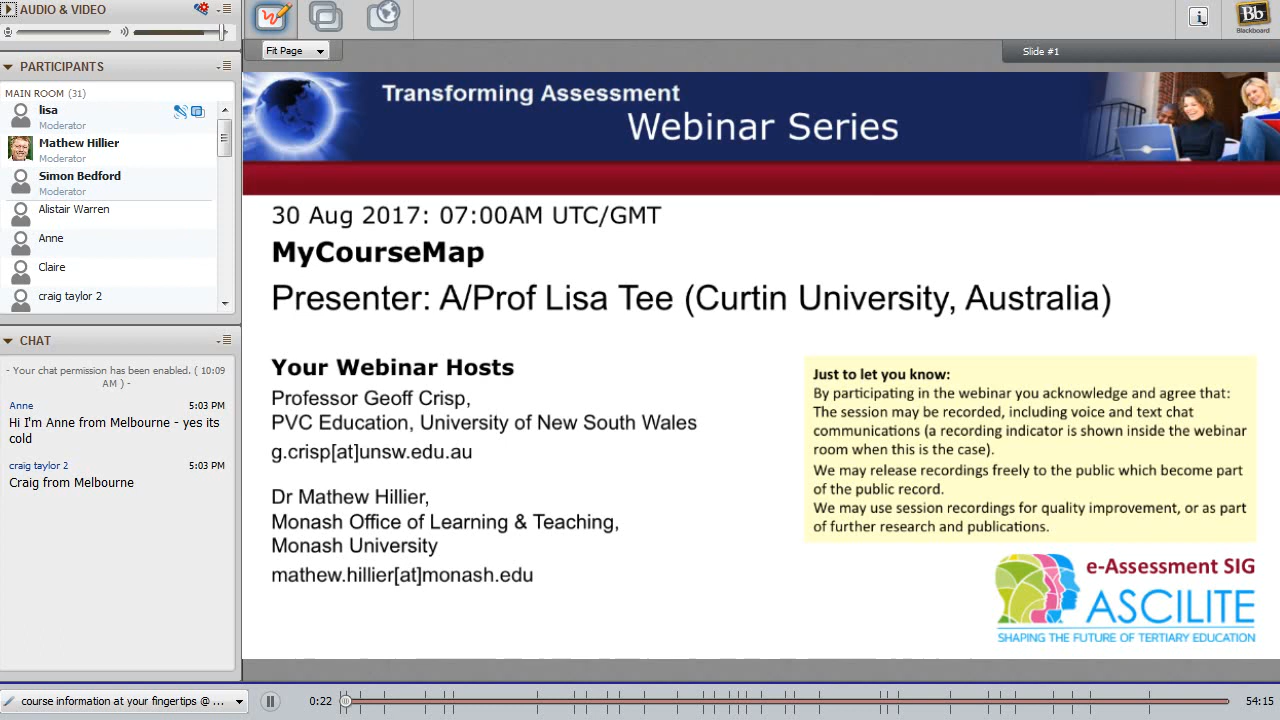 AUDIO & VIDEO
PARTICIPANTS
MAIN ROOM (31)
lisa
Moderator
Mathew Hillier
Moderator
Simon Bedford
Moderator
Alistair Warren
Anne
Claire
craig taylor 2
CHAT
- Your chat permission has been enabled. ( 10:09
AM ) -
Anne 5:03 PM
Hi I'm Anne from Melbourne - yes its
cold
craig taylor 2 5:03 PM
Craig from Melbourne
Fit Page
Slide #1
Bb
Blackboard
Transforming Assessment
Webinar Series
30 Aug 2017: 07:00AM UTC/GMT
MyCourseMap
Presenter: A/Prof Lisa Tee (Curtin University, Australia)
Your Webinar Hosts
Professor Geoff Crisp,
PVC Education, University of New South Wales
g.crisp[at]unsw.edu.au
Dr Mathew Hillier,
Monash Office of Learning & Teaching,
Monash University
mathew.hillier[at]monash.edu
Just to let you know:
By participating in the webinar you acknowledge and agree that:
The session may be recorded, including voice and text chat
communications (a recording indicator is shown inside the webinar
room when this is the case).
We may release recordings freely to the public which become part
of the public record.
We may use session recordings for quality improvement, or as part
of further research and publications.
e-Assessment SIG
ASCILITE
SHAPING THE FUTURE OF TERTIARY EDUCATION
course information at your fingertips @ ...
0:22
54:15